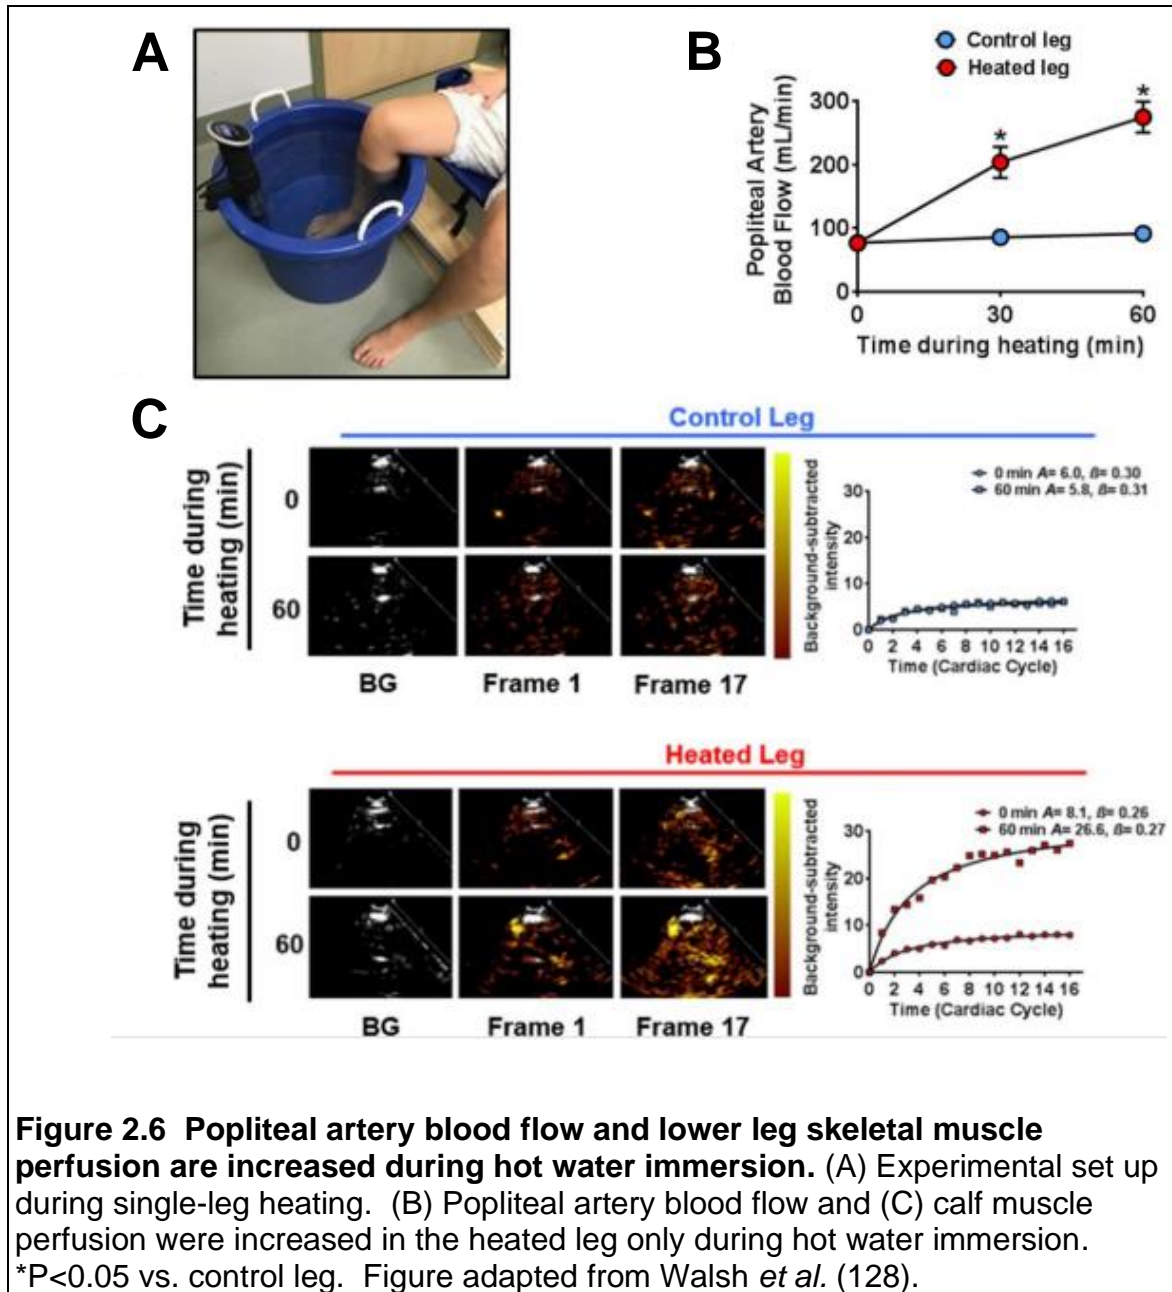 A
B
Control leg
Heated leg
Popliteal Artery
Blood Flow (mL/min)
300
200
100
0
*
*
0 30 60
Time during heating (min)
C
Control Leg
Time during
heating (min)
0
60
BG Frame 1 Frame 17
Background-subtracted
intensity
0 min A= 6.0, ß= 0.30
60 min A= 5.8, ß= 0.31
30
20
10
0
0 2 4 6 8 10 12 14 16
Time (Cardiac Cycle)
Heated Leg
Time during
heating (min)
0
60
BG Frame 1 Frame 17
Background-subtracted
intensity
0 min A= 8.1, ß= 0.26
60 min A= 26.6, ß= 0.27
30
20
10
0
0 2 4 6 8 10 12 14 16
Time (Cardiac Cycle)
Figure 2.6 Popliteal artery blood flow and lower leg skeletal muscle
perfusion are increased during hot water immersion. (A) Experimental set up
during single-leg heating. (B) Popliteal artery blood flow and (C) calf muscle
perfusion were increased in the heated leg only during hot water immersion.
*P<0.05 vs. control leg. Figure adapted from Walsh et al. (128).